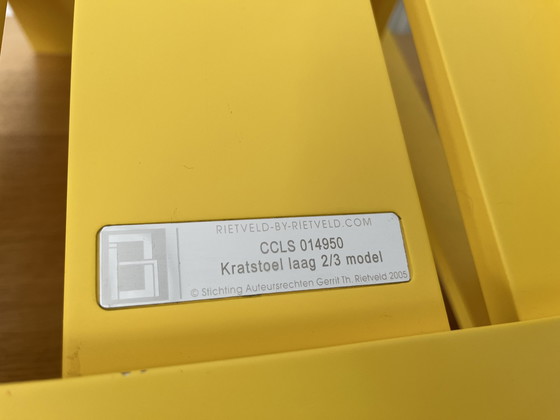 RIETVELD-BY-RIETVELD.COM
CCLS 014950
Kratstoel laag 2/3 model
© Stichting Auteursrechten Gerrit Th. Rietveld 2005